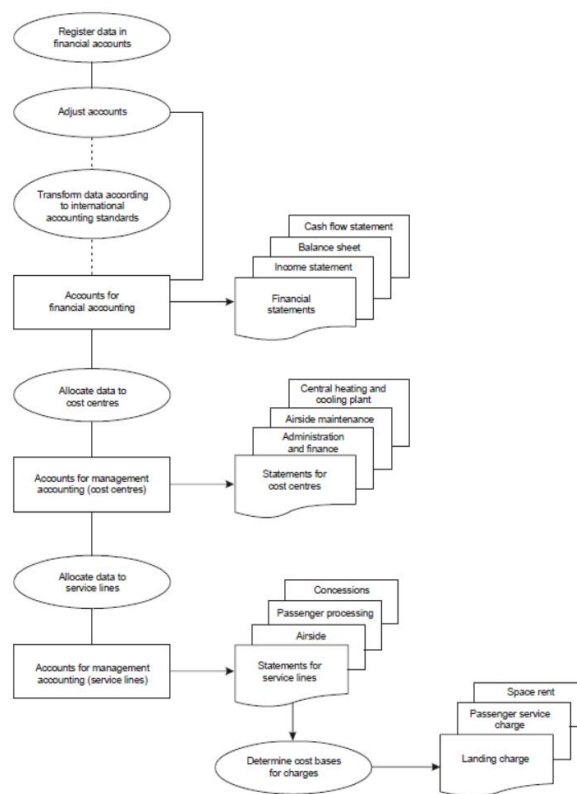 Register data in
financial accounts
Adjust accounts
Transform data according
to international
accounting standards
Cash flow statement
Balance sheet
Income statement
Accounts for
financial accounting
Financial
statements
Allocate data to
cost centres
Central heating and
cooling plant
Airside maintenance
Administration
and finance
Accounts for management
accounting (cost centres)
Statements for
cost centres
Allocate data to
service lines
Concessions
Passenger processing
Airside
Accounts for management
accounting (service lines)
Statements for
service lines
Space rent
Passenger service
charge
Determine cost bases
for charges
Landing charge